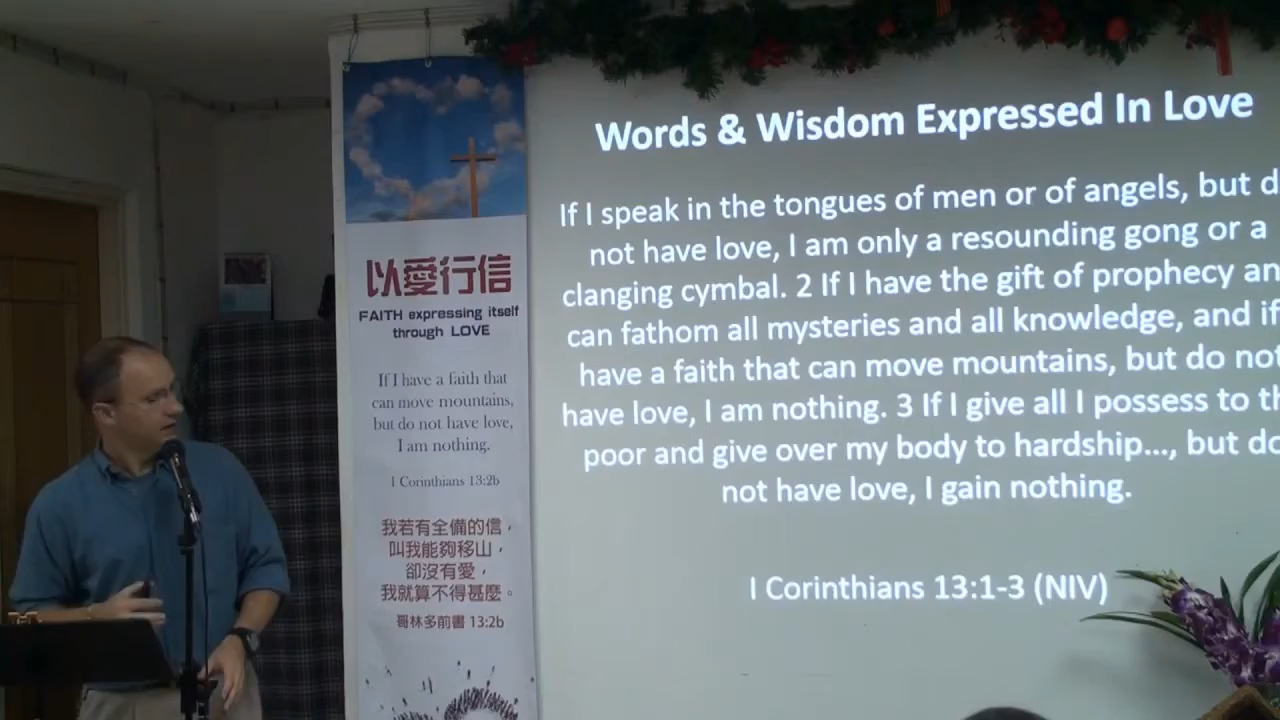 以愛行信
FAITH expressing itself
through LOVE
If I have a faith that
can move mountains,
but do not have love,
I am nothing.
1 Corinthians 13:2b
我若有全備的信，
叫我能夠移山，
卻沒有愛，
我就算不得甚麼。
哥林多前書 13:2b
Words & Wisdom Expressed In Love
If I speak in the tongues of men or of angels, but d
not have love, I am only a resounding gong or a
clanging cymbal. 2 If I have the gift of prophecy an
can fathom all mysteries and all knowledge, and if
have a faith that can move mountains, but do not
have love, I am nothing. 3 If I give all I possess to th
poor and give over my body to hardship..., but do
not have love, I gain nothing.
I Corinthians 13:1-3 (NIV)